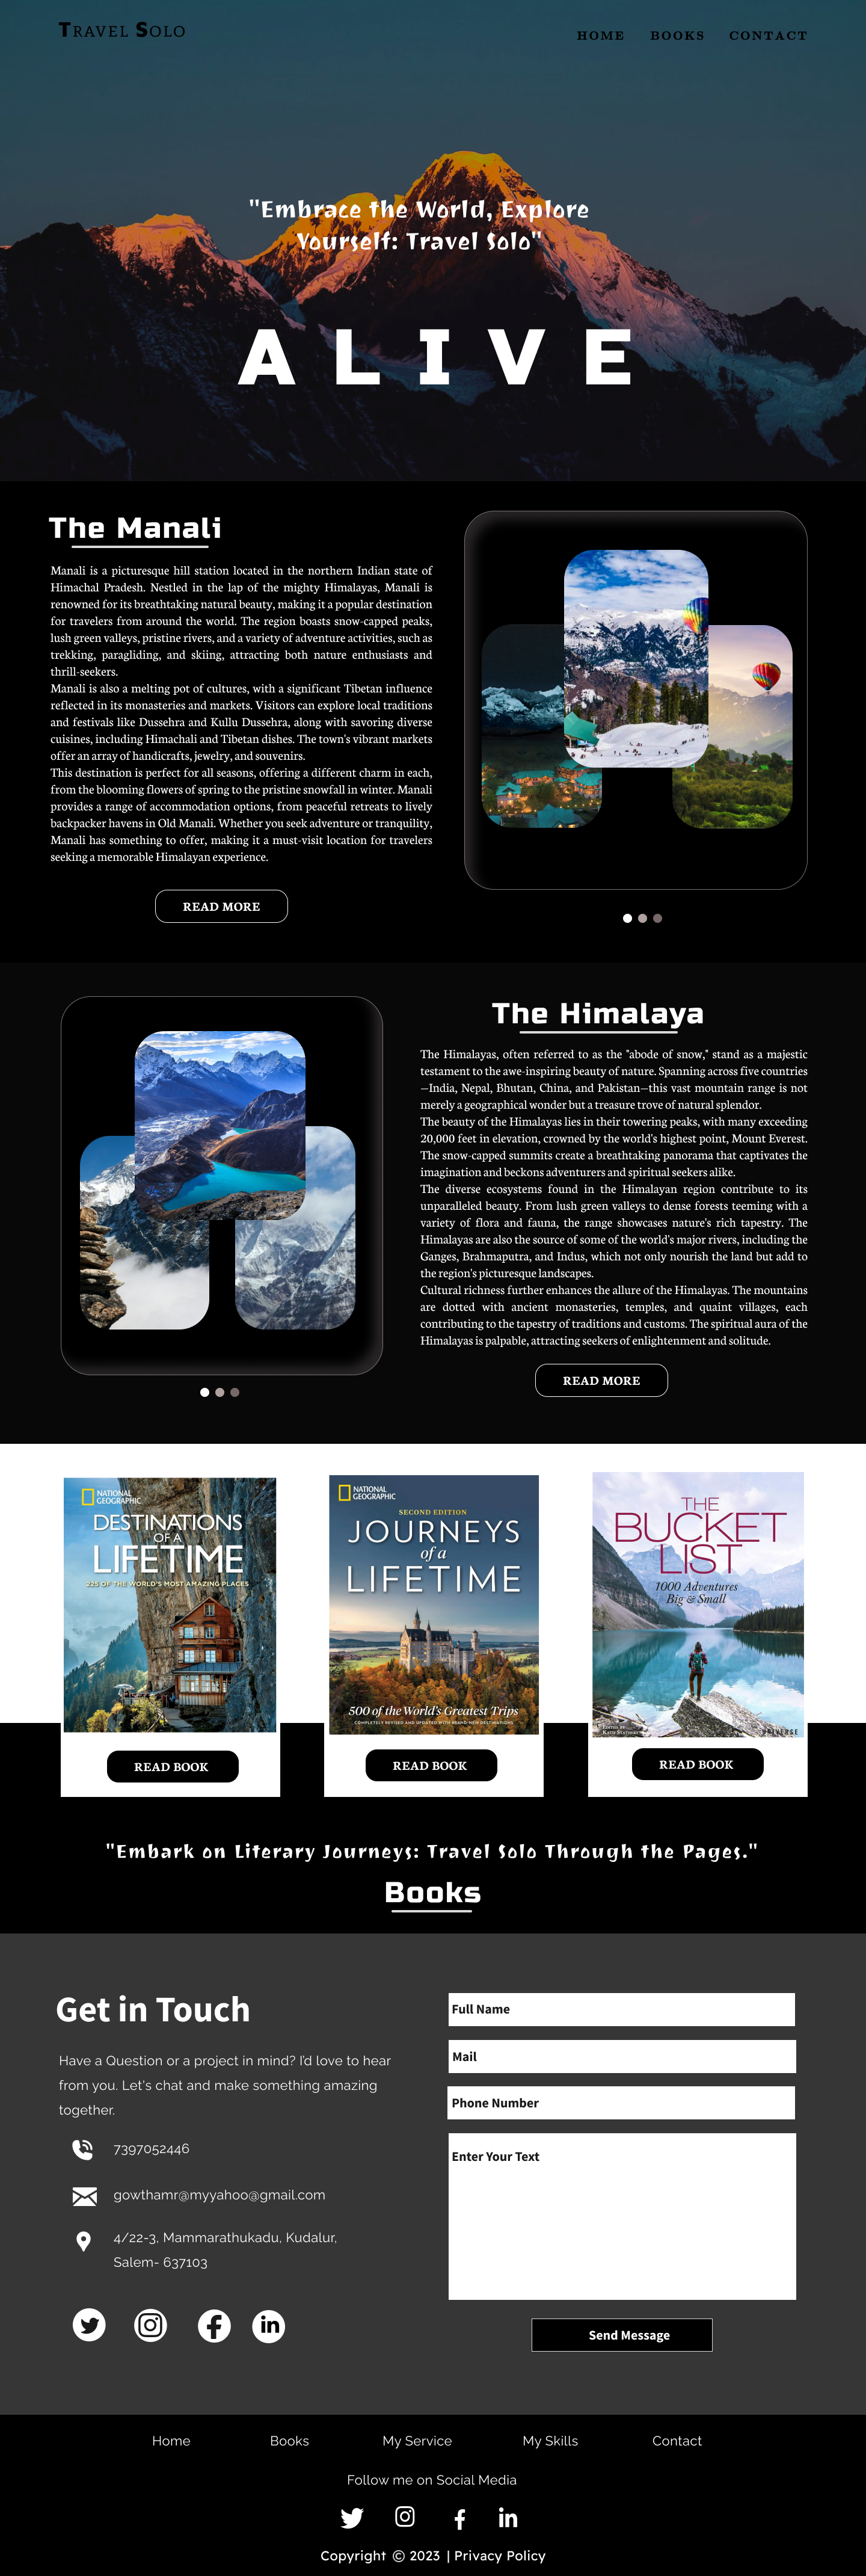 Travel Solo
HOME BOOKS CONTACT
"Embrace the World, Explore
Yourself: Travel Solo"
ALIVE
The Manali
Manali is a picturesque hill station located in the northern Indian state of
Himachal Pradesh. Nestled in the lap of the mighty Himalayas, Manali is
renowned for its breathtaking natural beauty, making it a popular destination
for travelers from around the world. The region boasts snow-capped peaks,
lush green valleys, pristine rivers, and a variety of adventure activities, such as
trekking, paragliding, and skiing, attracting both nature enthusiasts and
thrill-seekers.
Manali is also a melting pot of cultures, with a significant Tibetan influence
reflected in its monasteries and markets. Visitors can explore local traditions
and festivals like Dussehra and Kullu Dussehra, along with savoring diverse
cuisines, including Himachali and Tibetan dishes. The town's vibrant markets
offer an array of handicrafts, jewelry, and souvenirs.
This destination is perfect for all seasons, offering a different charm in each,
from the blooming flowers of spring to the pristine snowfall in winter. Manali
provides a range of accommodation options, from peaceful retreats to lively
backpacker havens in Old Manali. Whether you seek adventure or tranquility,
Manali has something to offer, making it a must-visit location for travelers
seeking a memorable Himalayan experience.
READ MORE
The Himalaya
The Himalayas, often referred to as the "abode of snow," stand as a majestic
testament to the awe-inspiring beauty of nature. Spanning across five countries
—India, Nepal, Bhutan, China, and Pakistan—this vast mountain range is not
merely a geographical wonder but a treasure trove of natural splendor.
The beauty of the Himalayas lies in their towering peaks, with many exceeding
20,000 feet in elevation, crowned by the world's highest point, Mount Everest.
The snow-capped summits create a breathtaking panorama that captivates the
imagination and beckons adventurers and spiritual seekers alike.
The diverse ecosystems found in the Himalayan region contribute to its
unparalleled beauty. From lush green valleys to dense forests teeming with a
variety of flora and fauna, the range showcases nature's rich tapestry. The
Himalayas are also the source of some of the world's major rivers, including the
Ganges, Brahmaputra, and Indus, which not only nourish the land but add to
the region's picturesque landscapes.
Cultural richness further enhances the allure of the Himalayas. The mountains
are dotted with ancient monasteries, temples, and quaint villages, each
contributing to the tapestry of traditions and customs. The spiritual aura of the
Himalayas is palpable, attracting seekers of enlightenment and solitude.
READ MORE
NATIONAL
GEOGRAPHIC
DESTINATIONS
OF A
LIFETIME
225 OF THE WORLD'S MOST AMAZING PLACES
READ BOOK
NATIONAL
GEOGRAPHIC
SECOND EDITION
JOURNEYS
of a
LIFETIME
500 of the World's Greatest Trips
COMPLETELY REVISED AND UPDATED WITH BRAND-NEW DESTINATIONS
READ BOOK
THE
BUCKET
LIST
1000 Adventures
Big & Small
Edited by
Kath Stathers
UNIVERSE
READ BOOK
"Embark on Literary Journeys: Travel Solo Through the Pages."
Books
Get in Touch
Have a Question or a project in mind? I'd love to hear
from you. Let's chat and make something amazing
together.
7397052446
gowthamr@myyahoo@gmail.com
4/22-3, Mammarathukadu, Kudalur,
Salem- 637103
Full Name
Mail
Phone Number
Enter Your Text
Send Message
Home Books My Service My Skills Contact
Follow me on Social Media
Copyright © 2023 | Privacy Policy